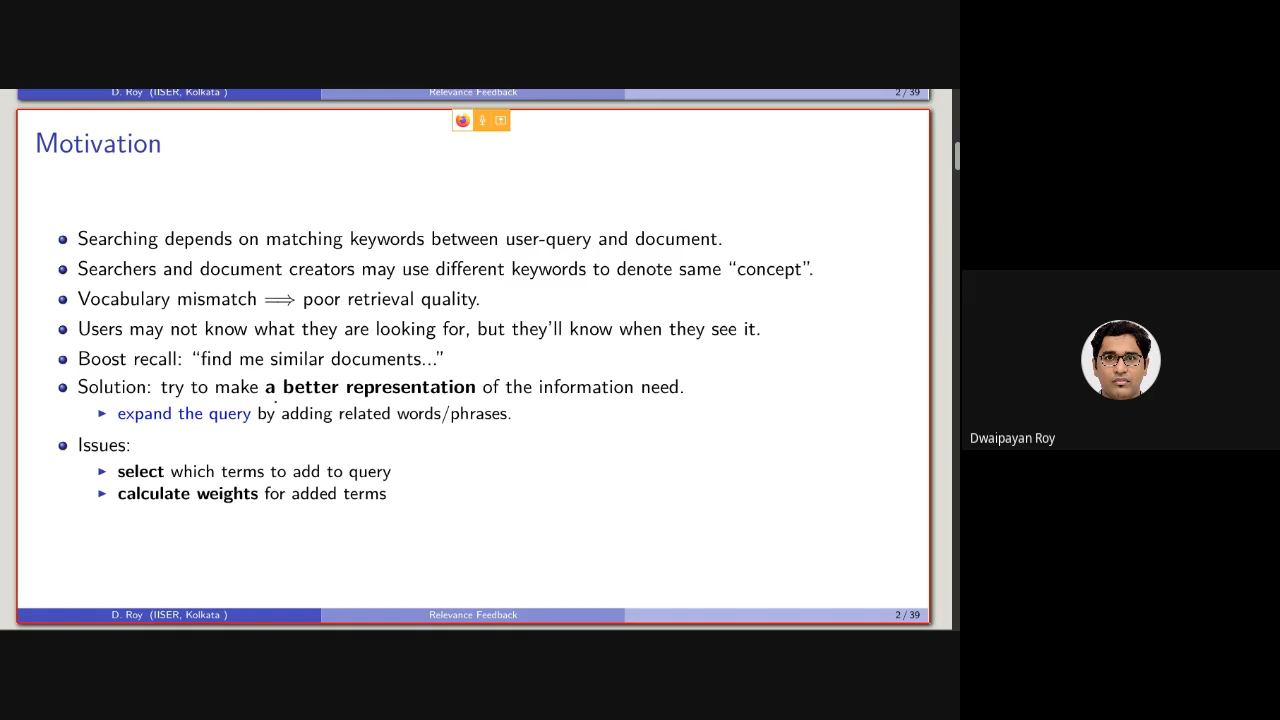 D. Roy (IISER, Kolkata ) Relevance Feedback 2 / 39
Motivation
Searching depends on matching keywords between user-query and document.
Searchers and document creators may use different keywords to denote same “concept”.
Vocabulary mismatch ⟹ poor retrieval quality.
Users may not know what they are looking for, but they’ll know when they see it.
Boost recall: “find me similar documents...”
Solution: try to make a better representation of the information need.
expand the query by adding related words/phrases.
Issues:
select which terms to add to query
calculate weights for added terms
D. Roy (IISER, Kolkata ) Relevance Feedback 2 / 39
Dwaipayan Roy